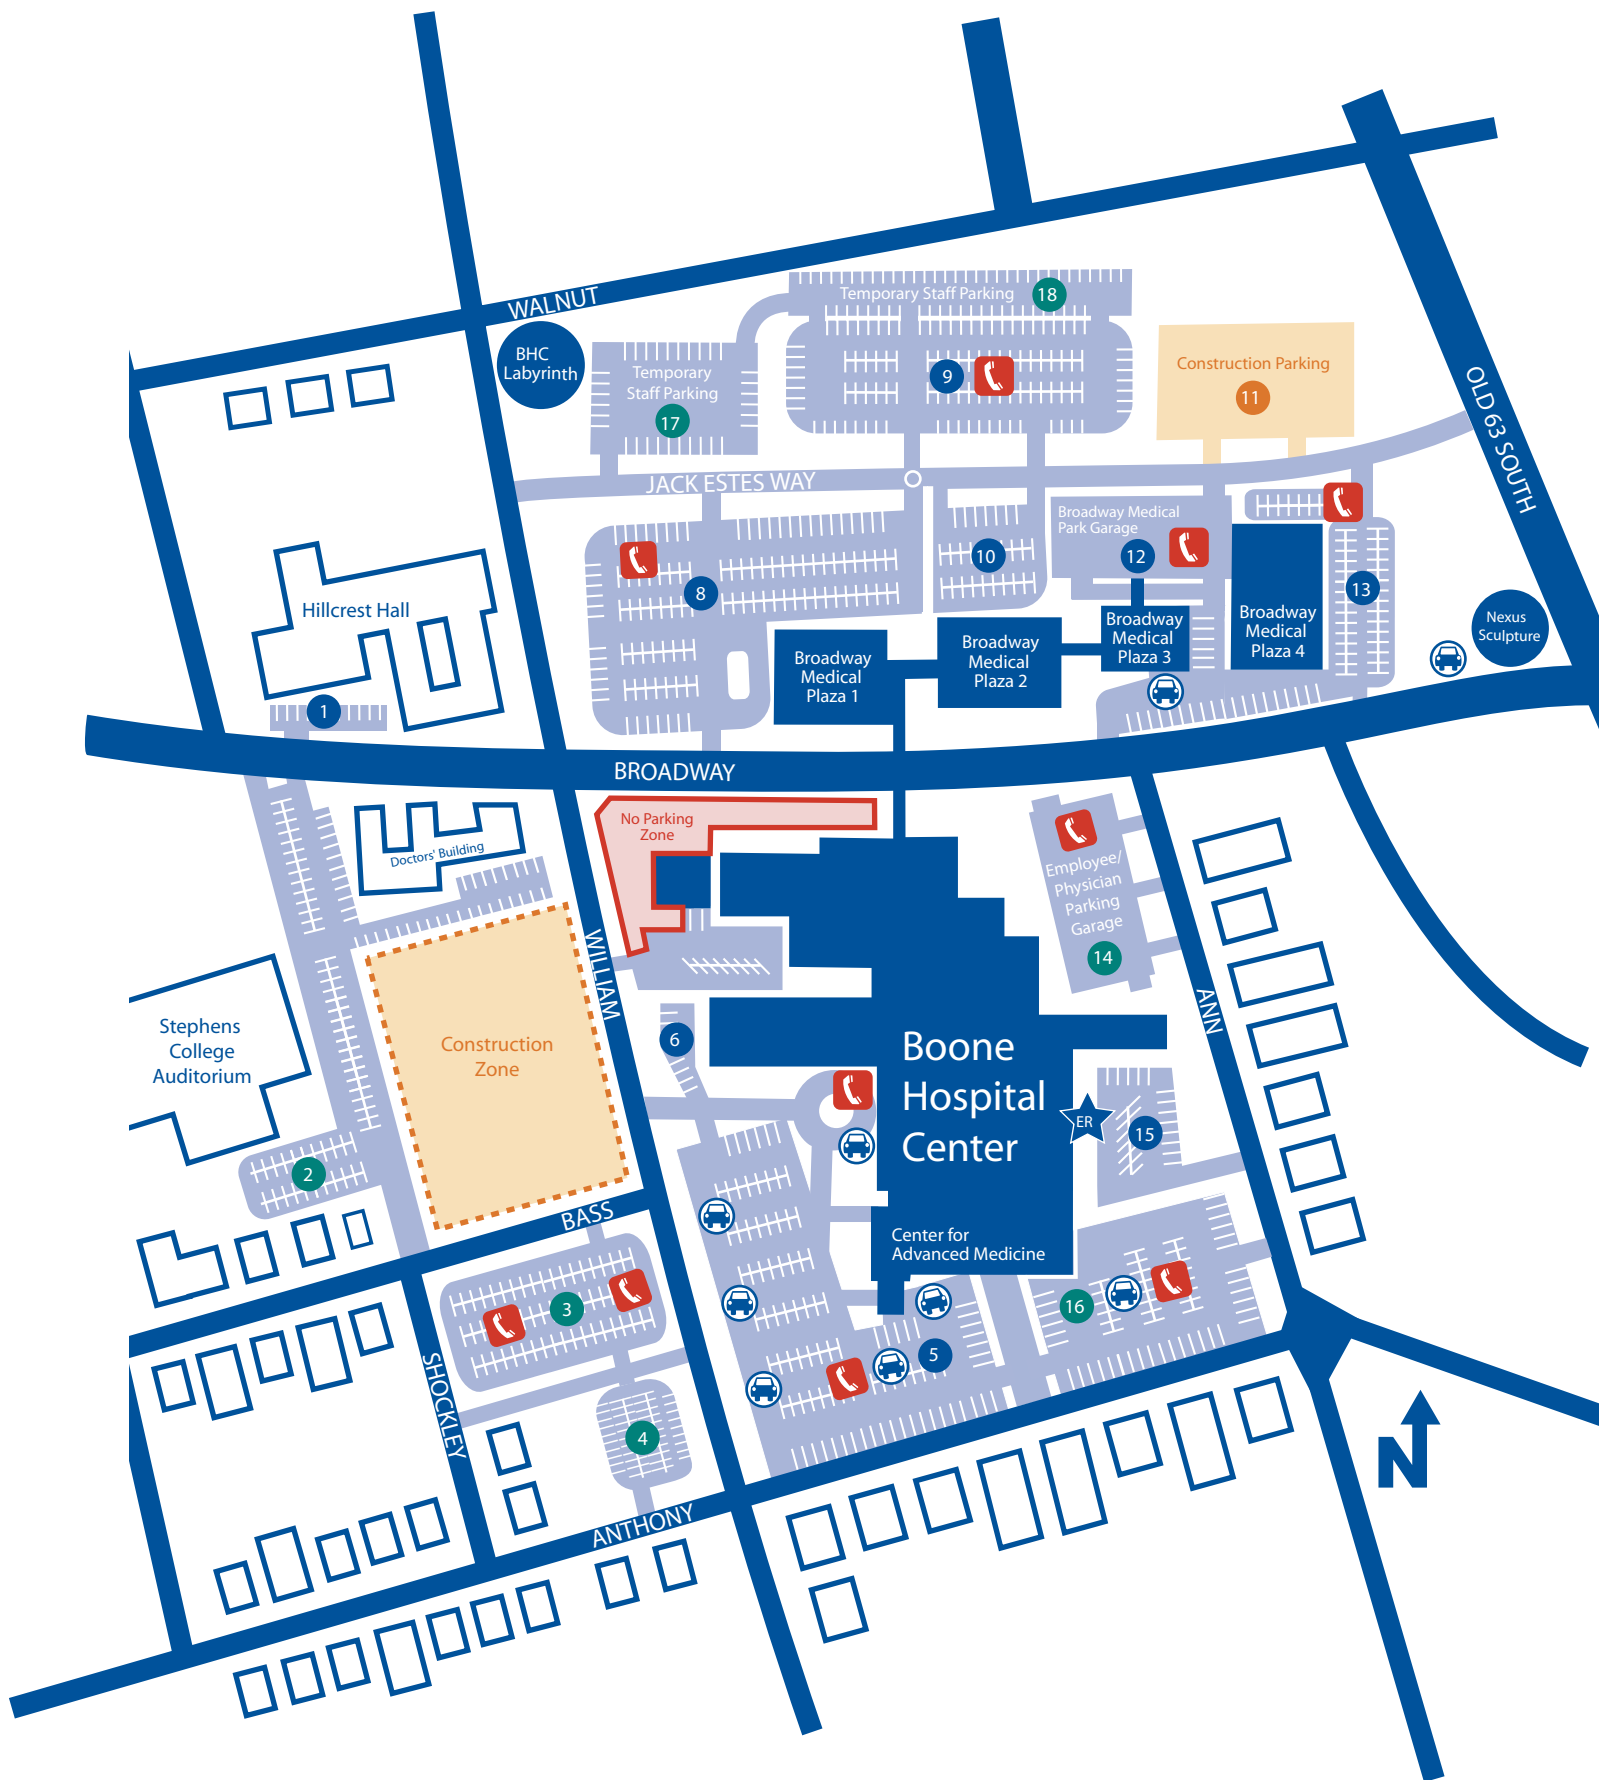 WALNUT
BHC
Labyrinth
Temporary Staff Parking
18
Temporary
Staff Parking
17
9
Construction Parking
11
OLD 63 SOUTH
JACK ESTES WAY
Broadway Medical
Park Garage
12
10
8
13
Hillcrest Hall
1
Broadway
Medical
Plaza 1
Broadway
Medical
Plaza 2
Broadway
Medical
Plaza 3
Broadway
Medical
Plaza 4
Nexus
Sculpture
BROADWAY
No Parking
Zone
Doctors' Building
Employee/
Physician
Parking
Garage
14
WILLIAM
ANN
Stephens
College
Auditorium
Construction
Zone
6
Boone
Hospital
Center
ER
15
2
BASS
Center for
Advanced Medicine
3
16
5
SHOCKLEY
4
ANTHONY
N